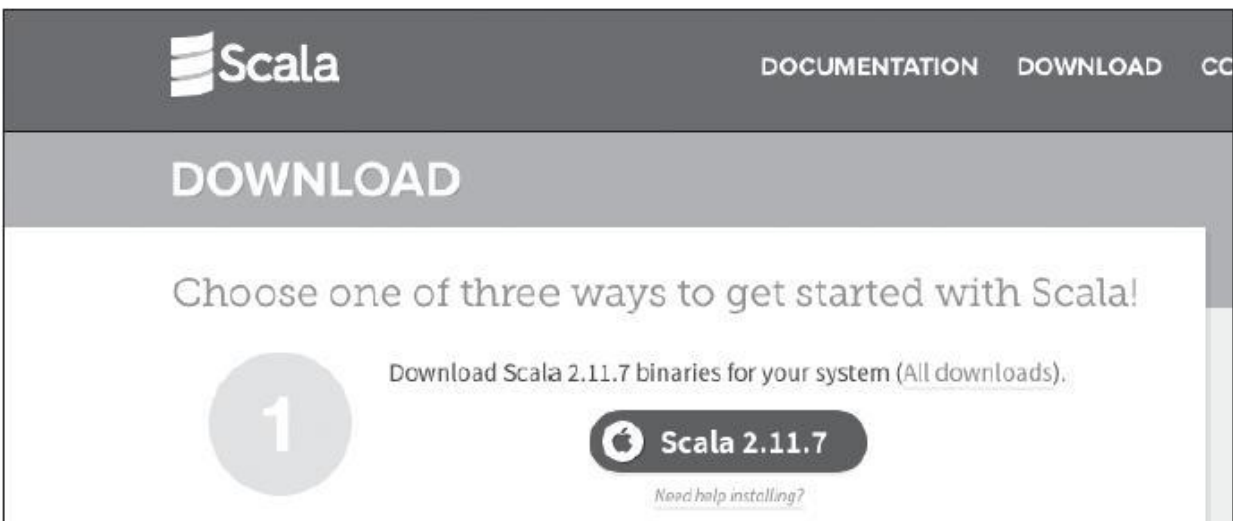 Scala
DOCUMENTATION DOWNLOAD CO
DOWNLOAD
Choose one of three ways to get started with Scala!
1
Download Scala 2.11.7 binaries for your system (All downloads).
Scala 2.11.7
Need help installing?